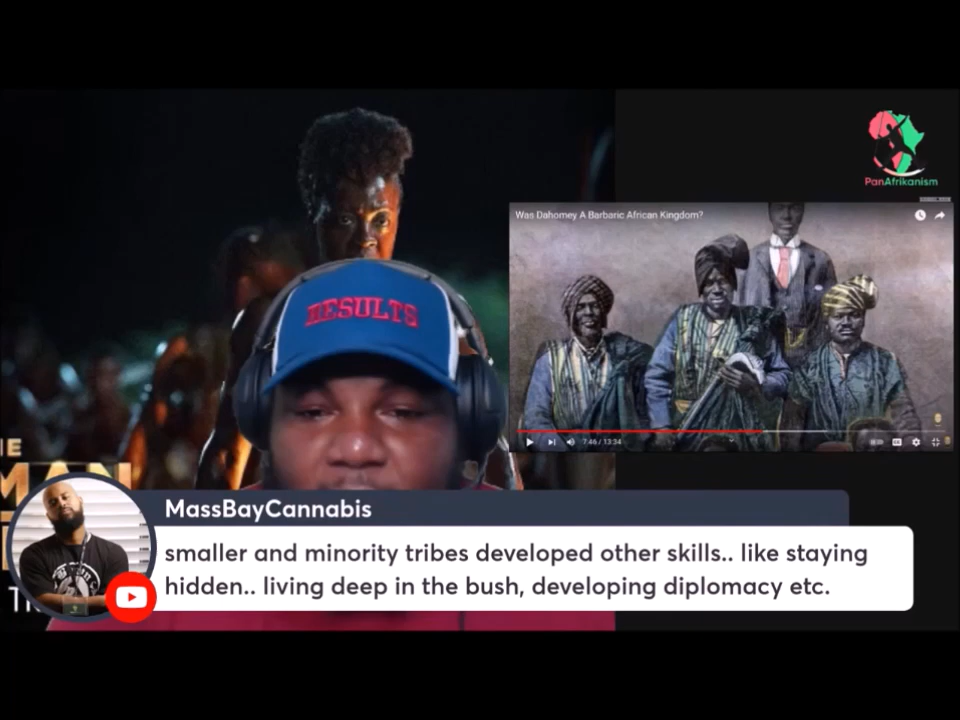 RESULTS
PanAfrikanism
Was Dahomey A Barbaric African Kingdom?
7:46 / 13:34
MAN
MassBayCannabis
smaller and minority tribes developed other skills.. like staying
hidden.. living deep in the bush, developing diplomacy etc.